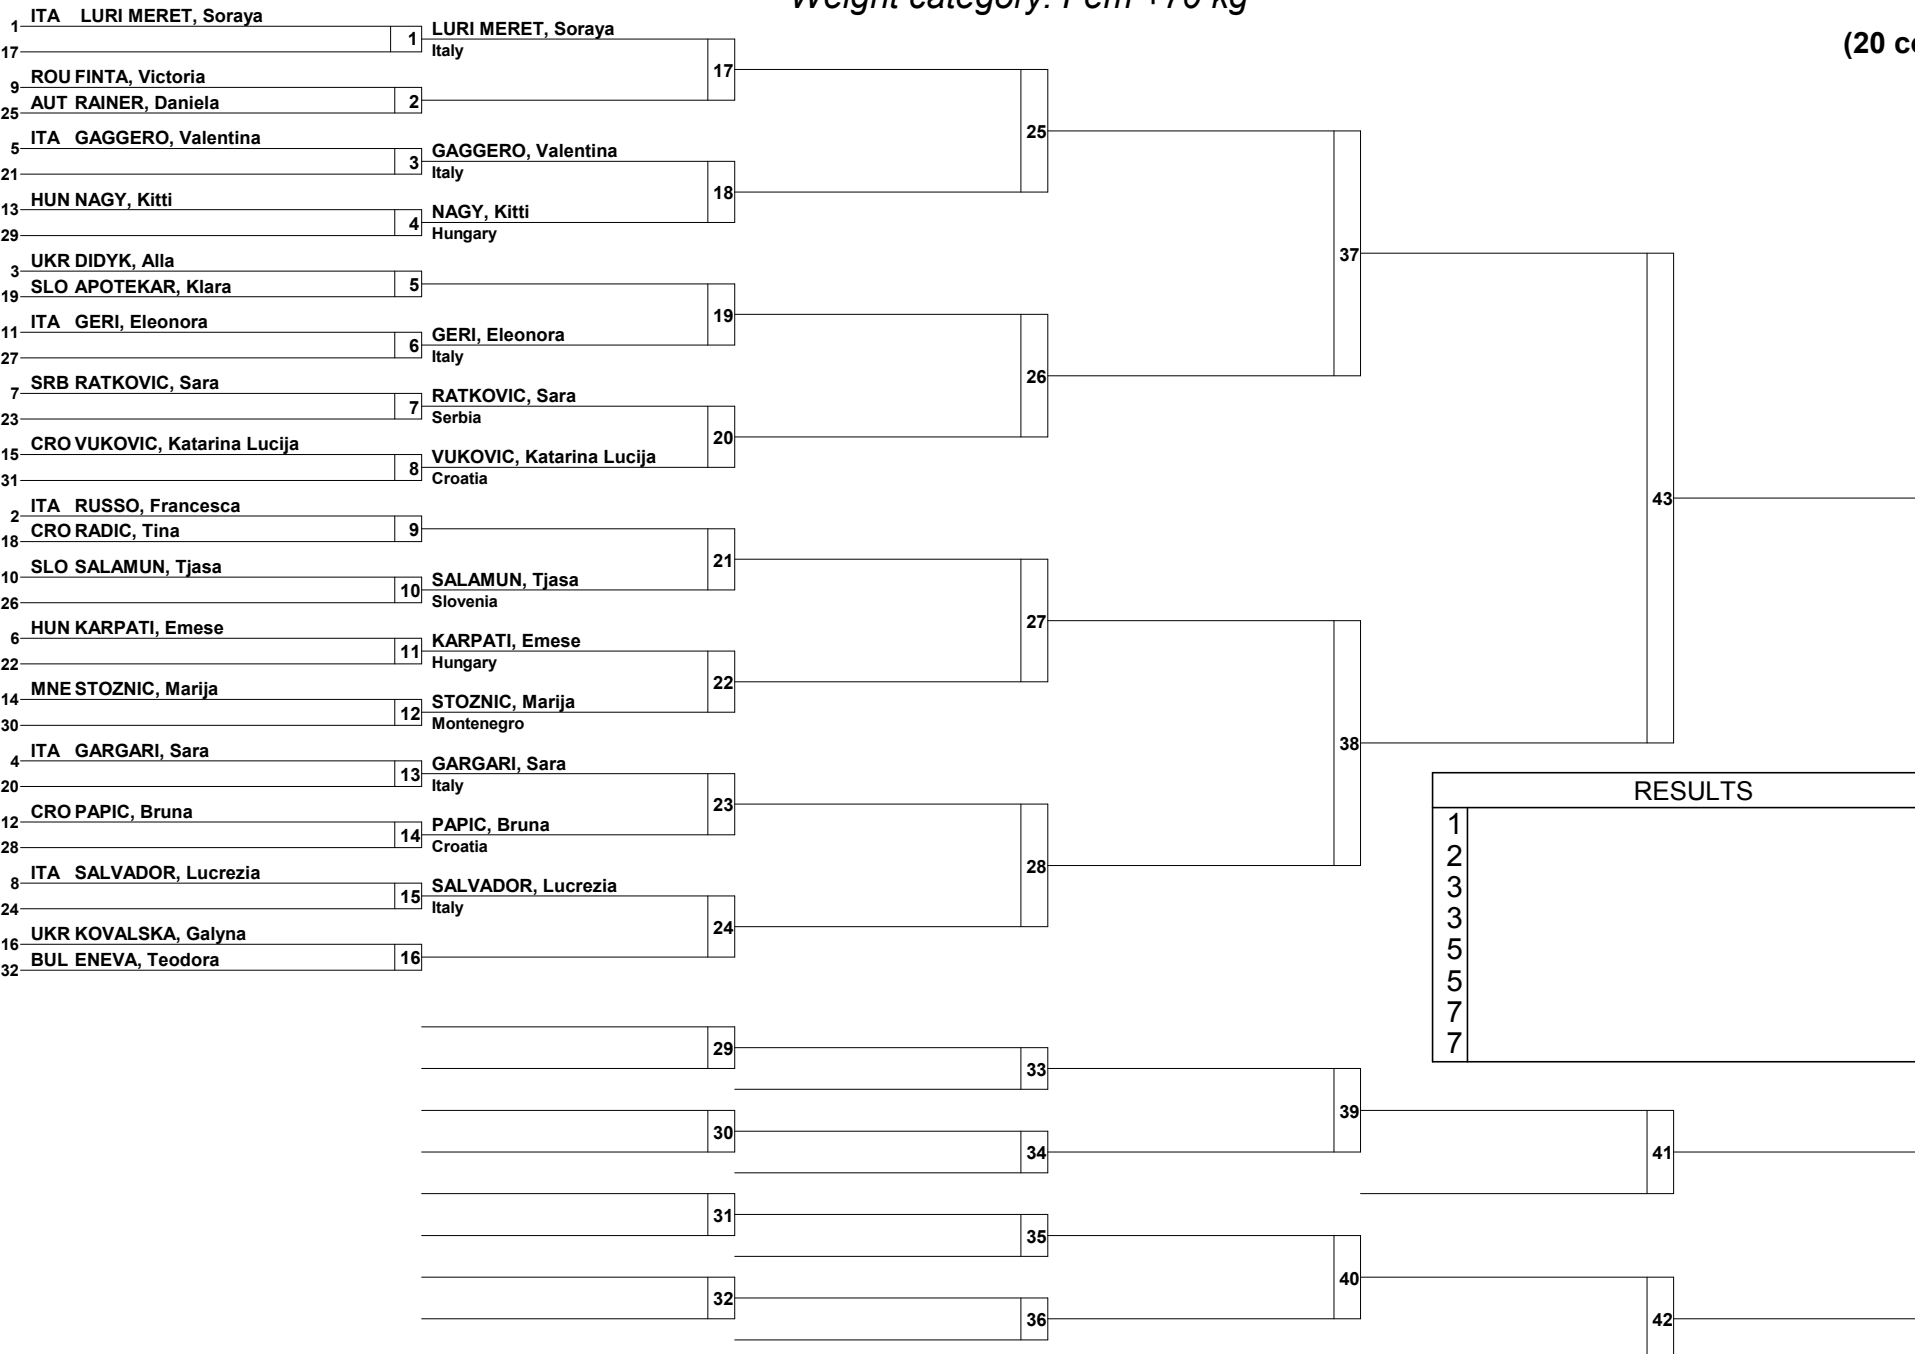 Weight category: Fem +70 kg
(20 co
1 ITA LURI MERET, Soraya
17
1
9 ROU FINTA, Victoria
25 AUT RAINER, Daniela
2
5 ITA GAGGERO, Valentina
21
3
13 HUN NAGY, Kitti
29
4
3 UKR DIDYK, Alla
19 SLO APOTEKAR, Klara
5
11 ITA GERI, Eleonora
27
6
7 SRB RATKOVIC, Sara
23
7
15 CRO VUKOVIC, Katarina Lucija
31
8
2 ITA RUSSO, Francesca
18 CRO RADIC, Tina
9
10 SLO SALAMUN, Tjasa
26
10
6 HUN KARPATI, Emese
22
11
14 MNE STOZNIC, Marija
30
12
4 ITA GARGARI, Sara
20
13
12 CRO PAPIC, Bruna
28
14
8 ITA SALVADOR, Lucrezia
24
15
16 UKR KOVALSKA, Galyna
32 BUL ENEVA, Teodora
16
LURI MERET, Soraya
Italy
17
GAGGERO, Valentina
Italy
18
NAGY, Kitti
Hungary
19
GERI, Eleonora
Italy
RATKOVIC, Sara
Serbia
20
VUKOVIC, Katarina Lucija
Croatia
21
SALAMUN, Tjasa
Slovenia
KARPATI, Emese
Hungary
22
STOZNIC, Marija
Montenegro
GARGARI, Sara
Italy
23
PAPIC, Bruna
Croatia
SALVADOR, Lucrezia
Italy
24
25
26
27
28
37
38
43
RESULTS
1
2
3
3
5
5
7
7
29
30
31
32
33
34
35
36
39
40
41
42